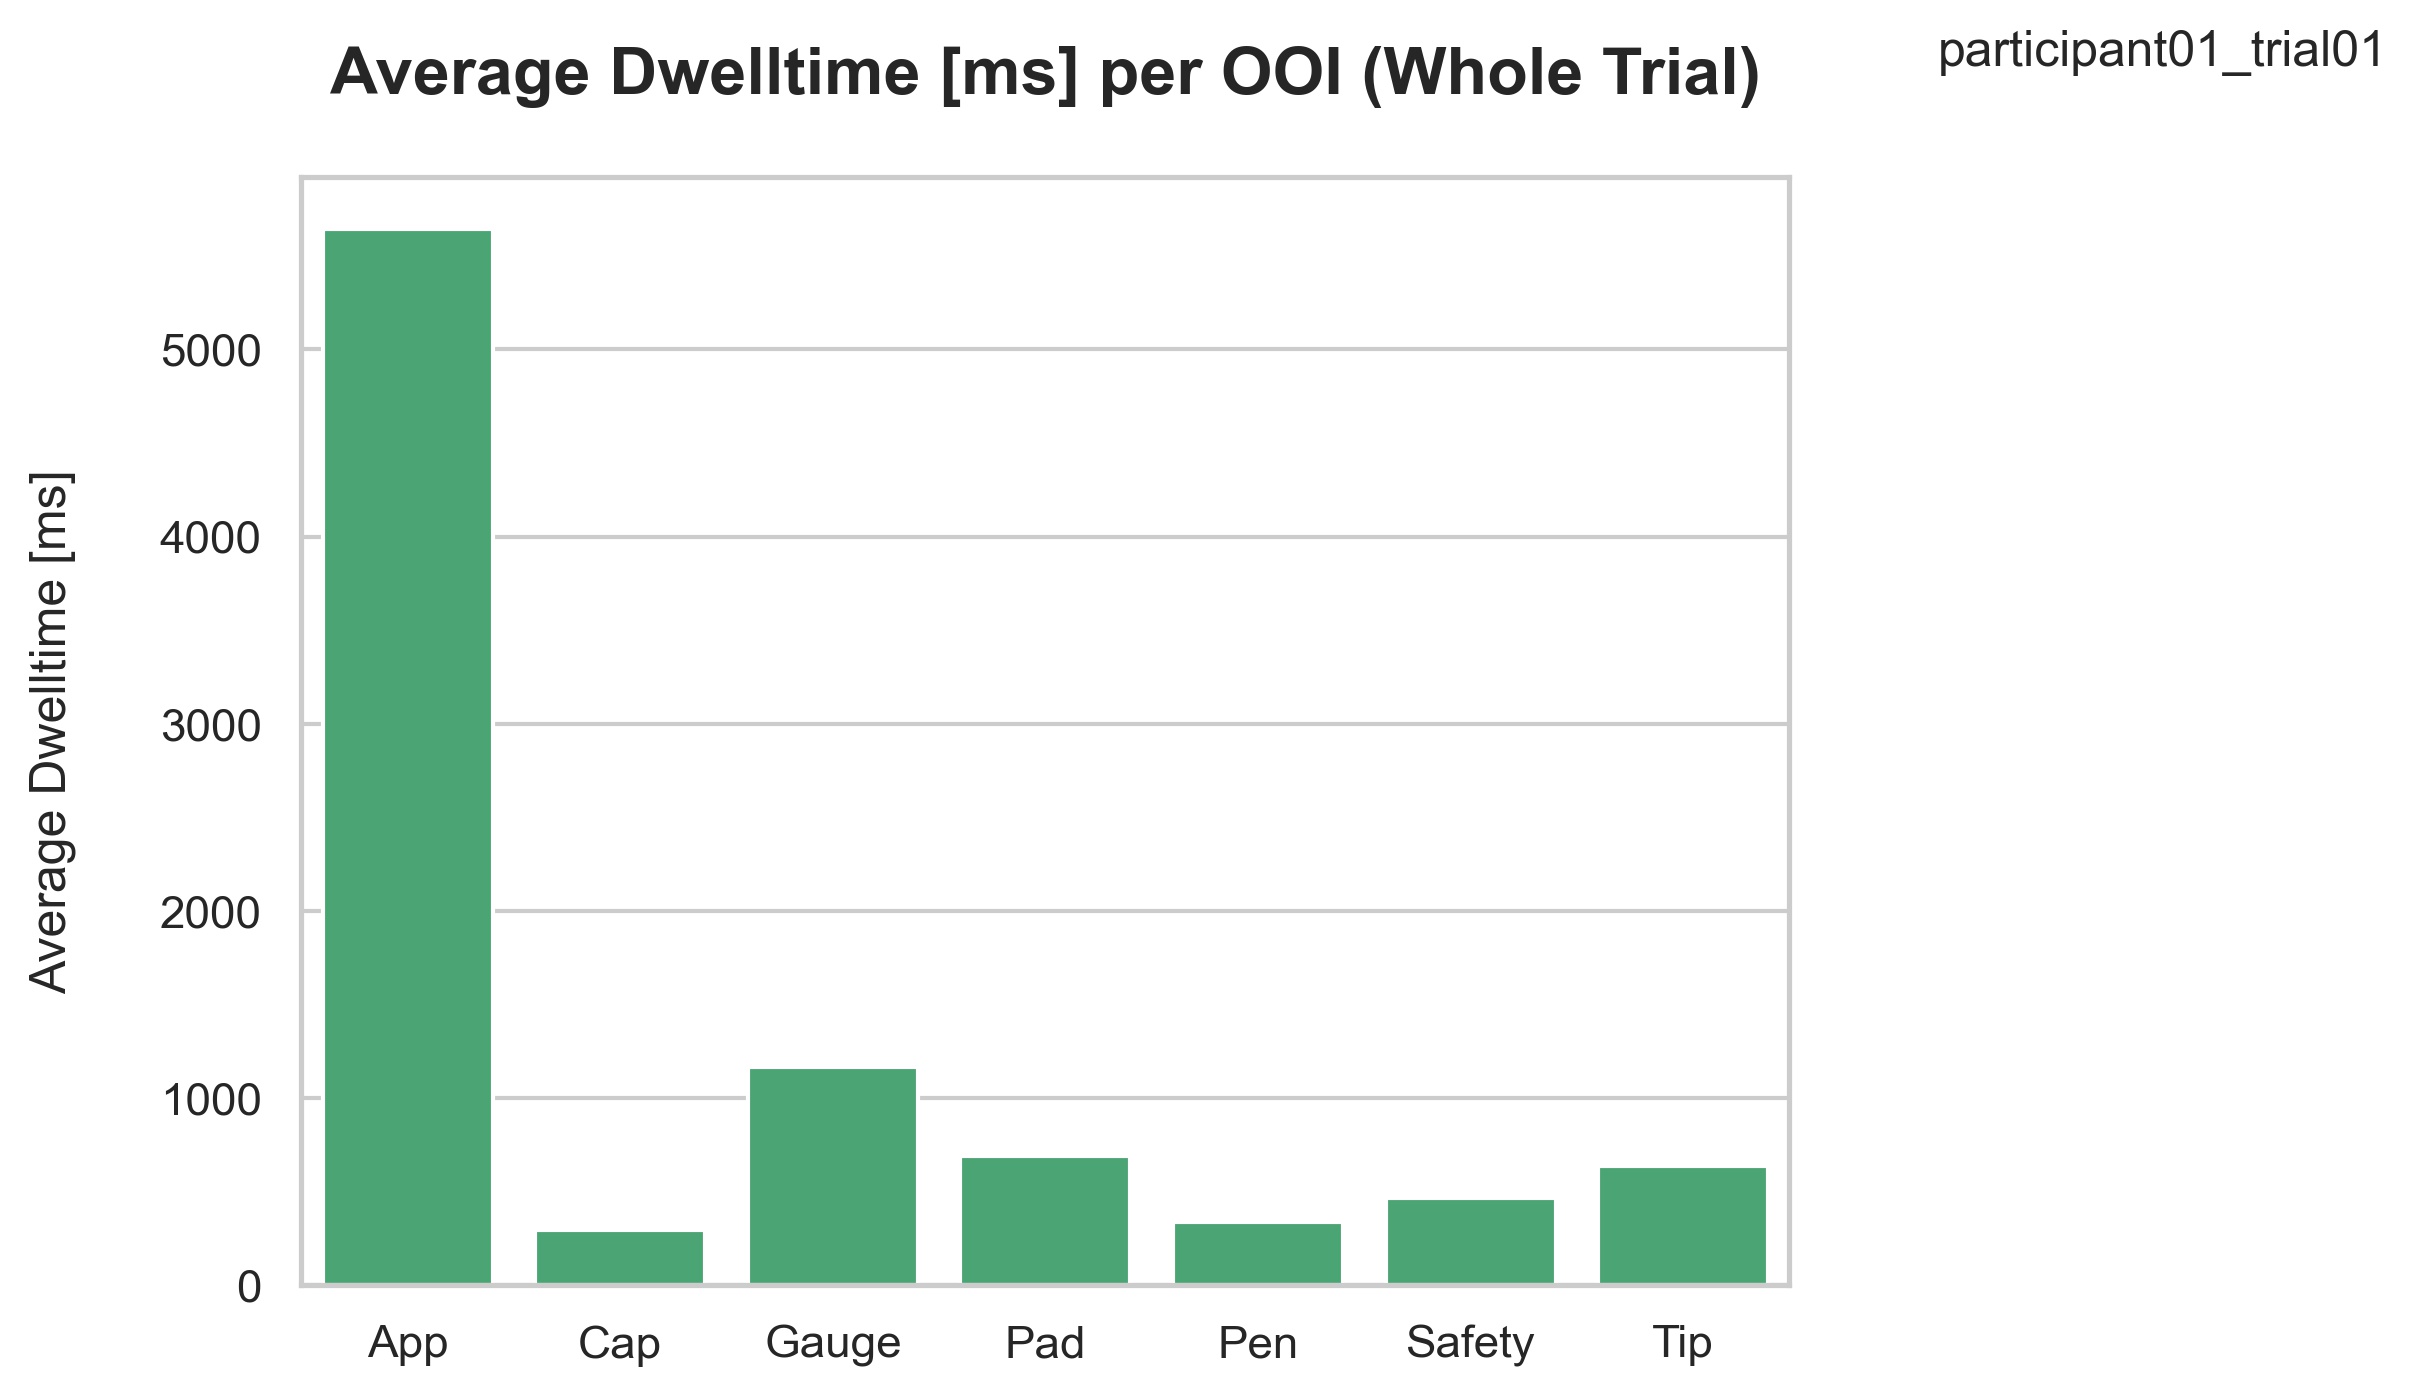 Average Dwelltime [ms] per OOI (Whole Trial)
participant01_trial01
Average Dwelltime [ms]
5000
4000
3000
2000
1000
0
App Cap Gauge Pad Pen Safety Tip